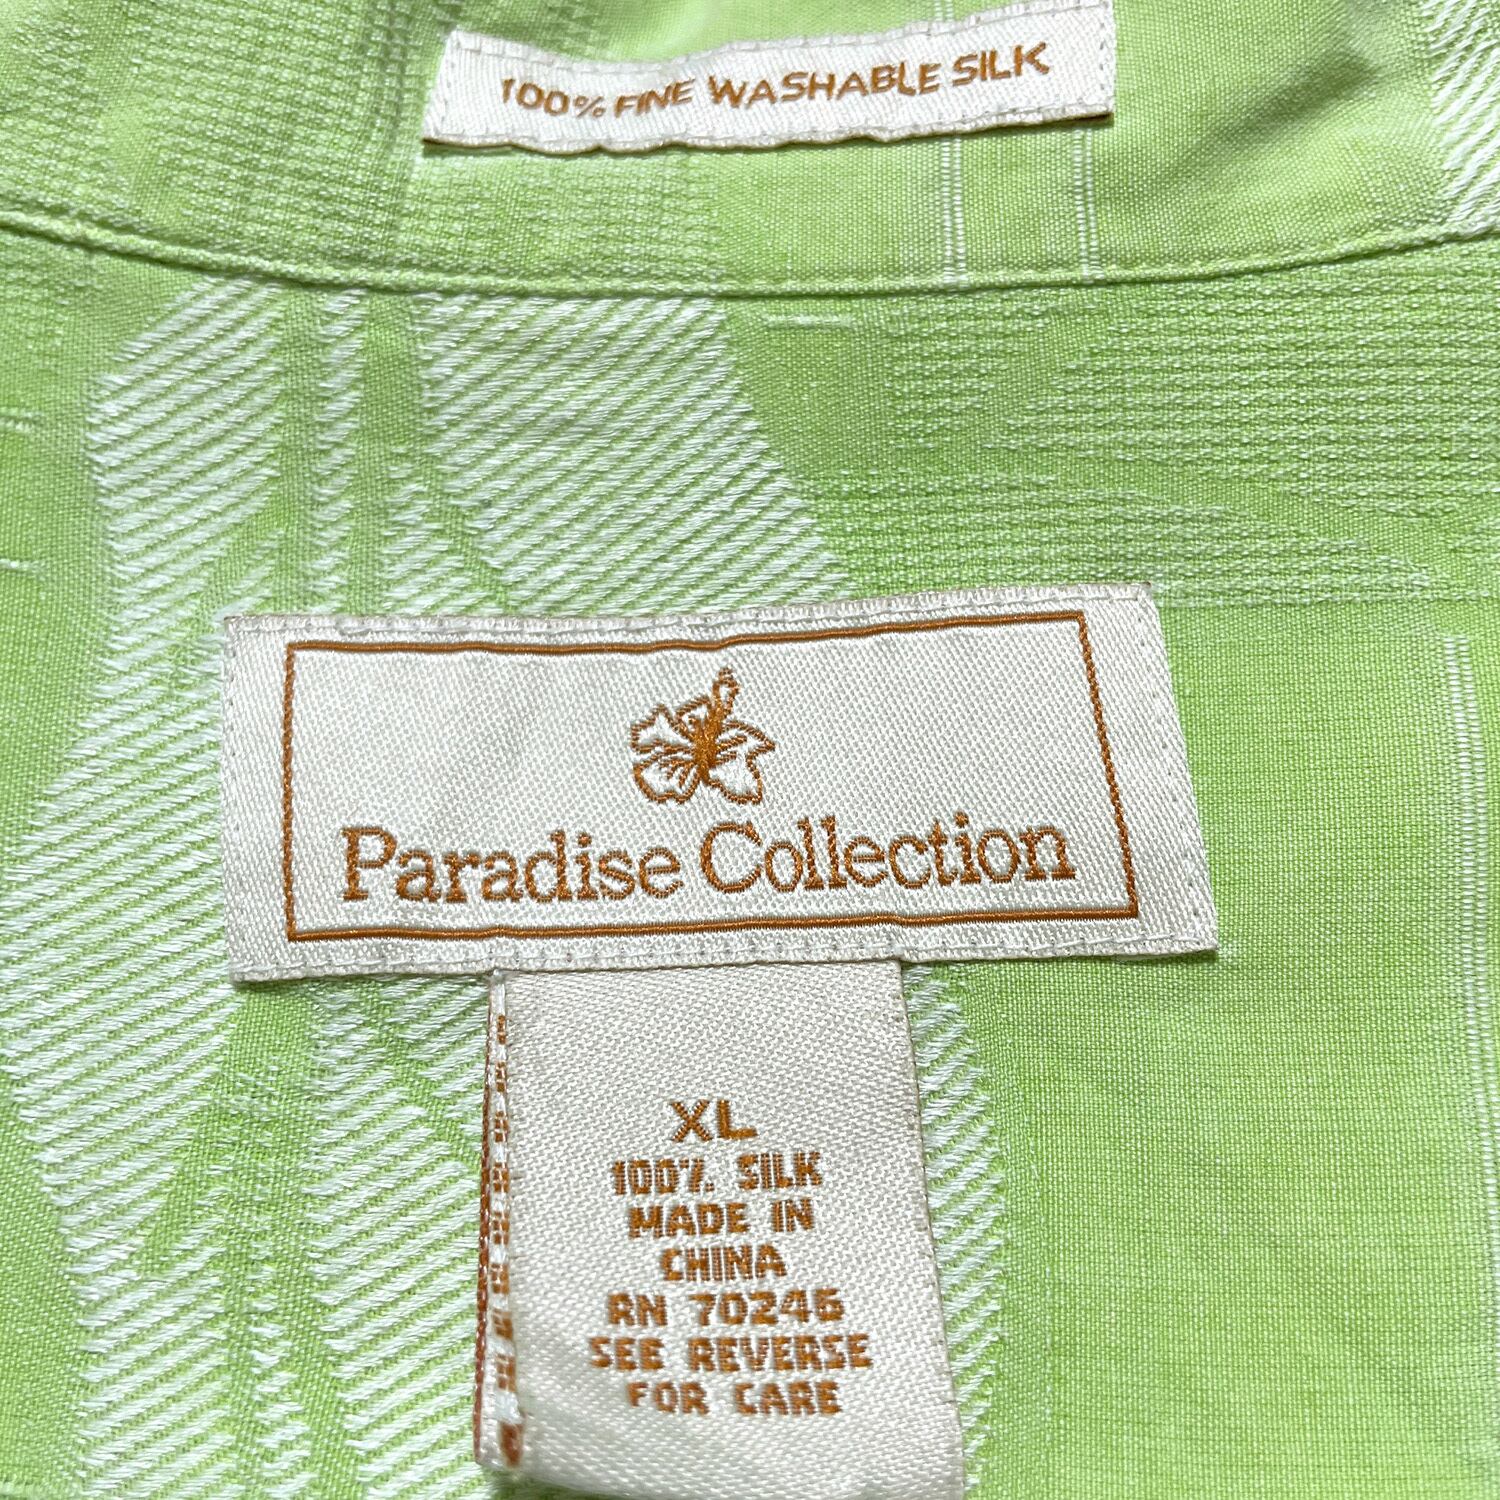 100% FINE WASHABLE SILK
Paradise Collection
XL
100% SILK
MADE IN
CHINA
RN 70246
SEE REVERSE
FOR CARE